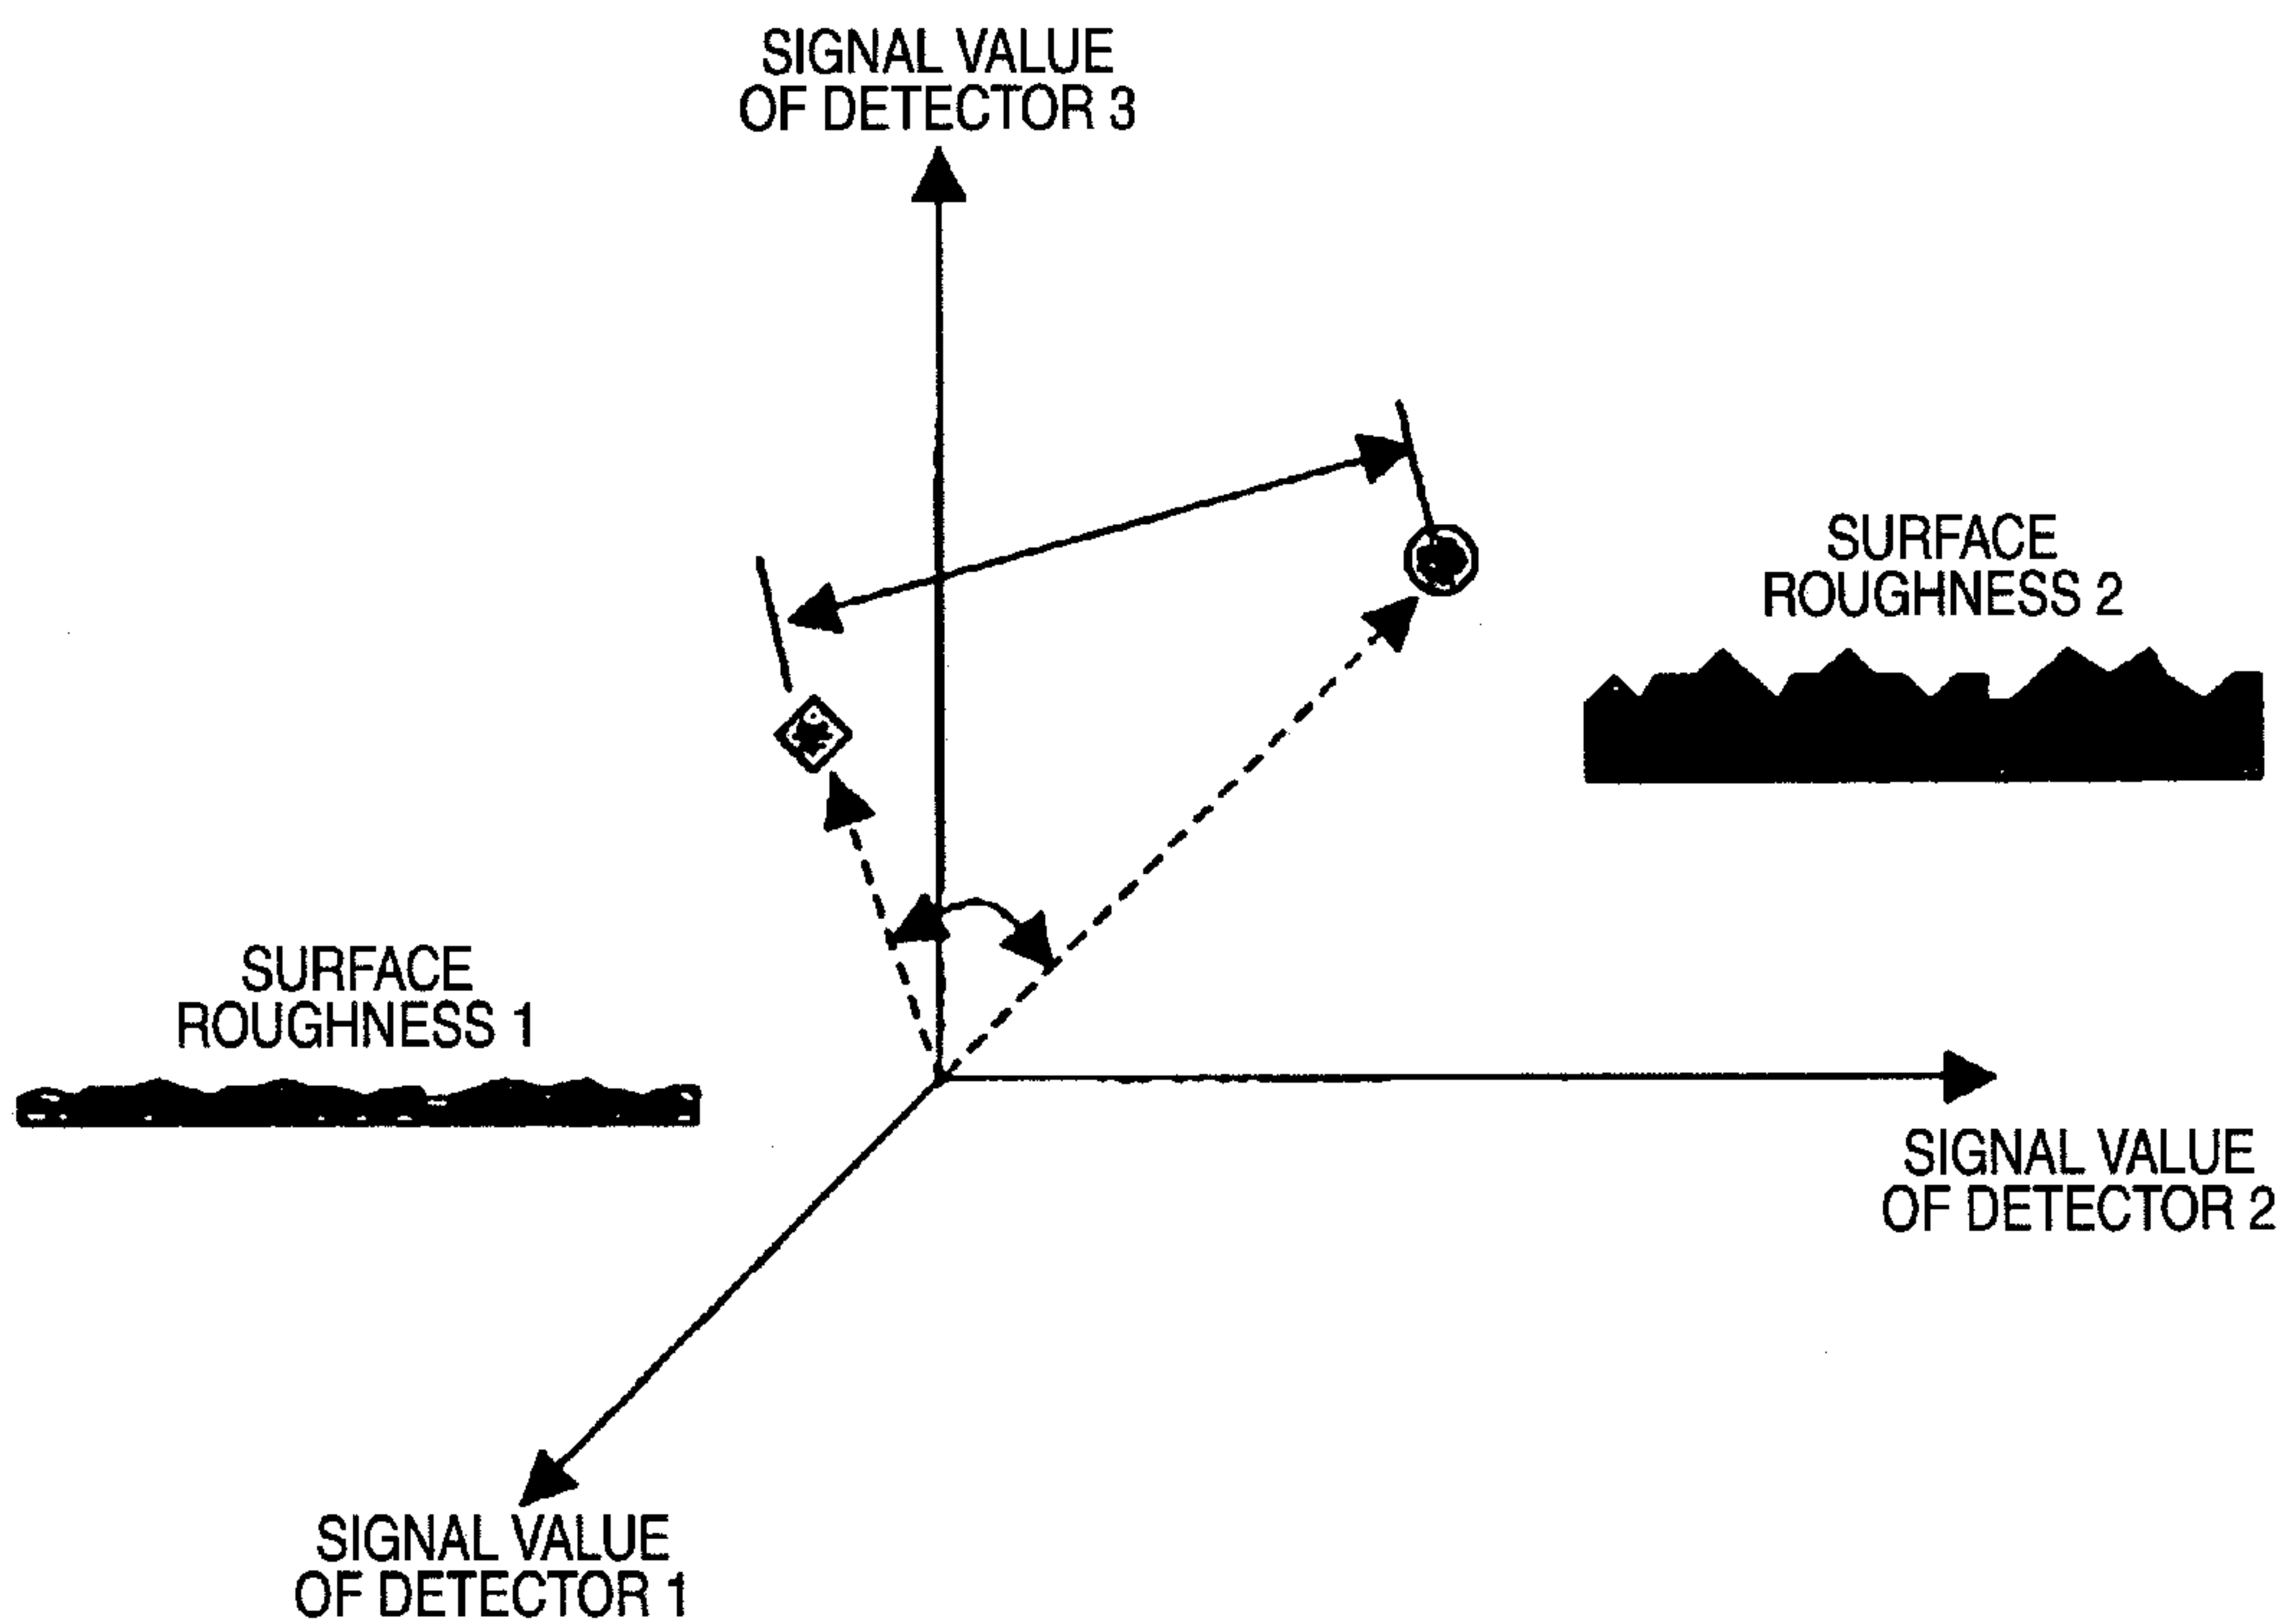 SIGNAL VALUE
OF DETECTOR 3
SURFACE
ROUGHNESS 2
SURFACE
ROUGHNESS 1
SIGNAL VALUE
OF DETECTOR 2
SIGNAL VALUE
OF DETECTOR 1